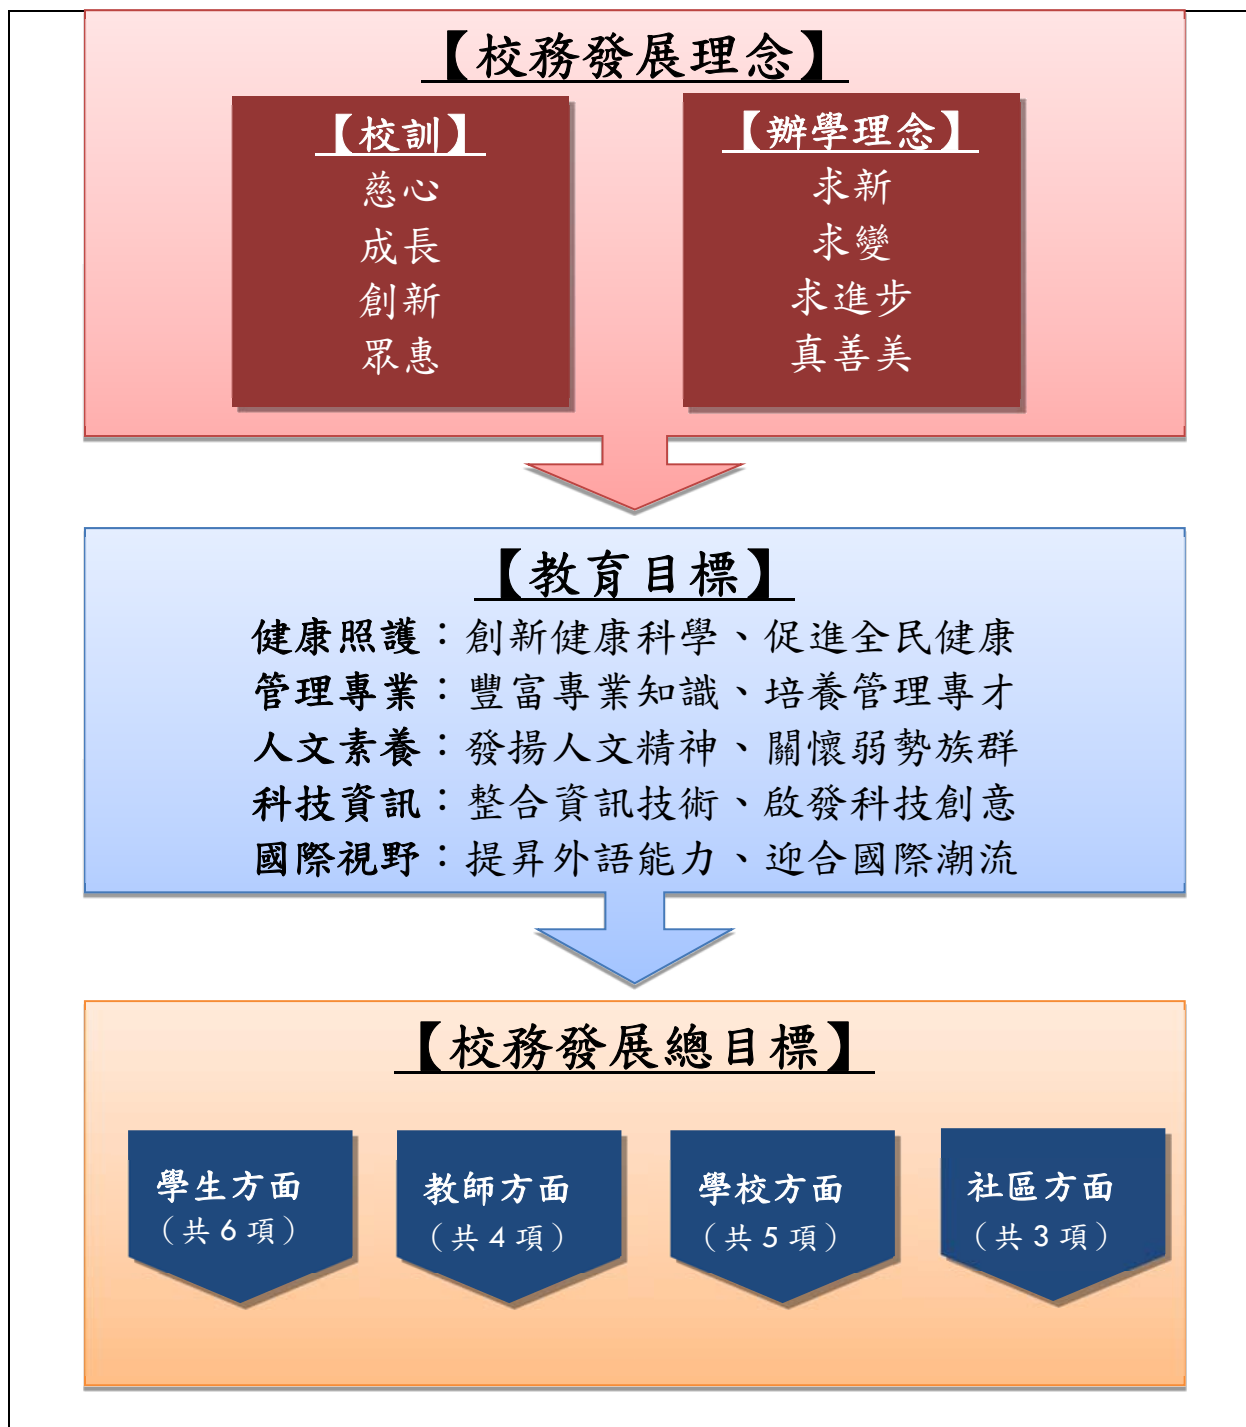 【校務發展理念】
【校訓】
慈心
成長
創新
眾惠
【辦學理念】
求新
求變
求進步
真善美
【教育目標】
健康照護：創新健康科學、促進全民健康
管理專業：豐富專業知識、培養管理專才
人文素養：發揚人文精神、關懷弱勢族群
科技資訊：整合資訊技術、啟發科技創意
國際視野：提昇外語能力、迎合國際潮流
【校務發展總目標】
學生方面
（共 6 項）
教師方面
（共 4 項）
學校方面
（共 5 項）
社區方面
（共 3 項）